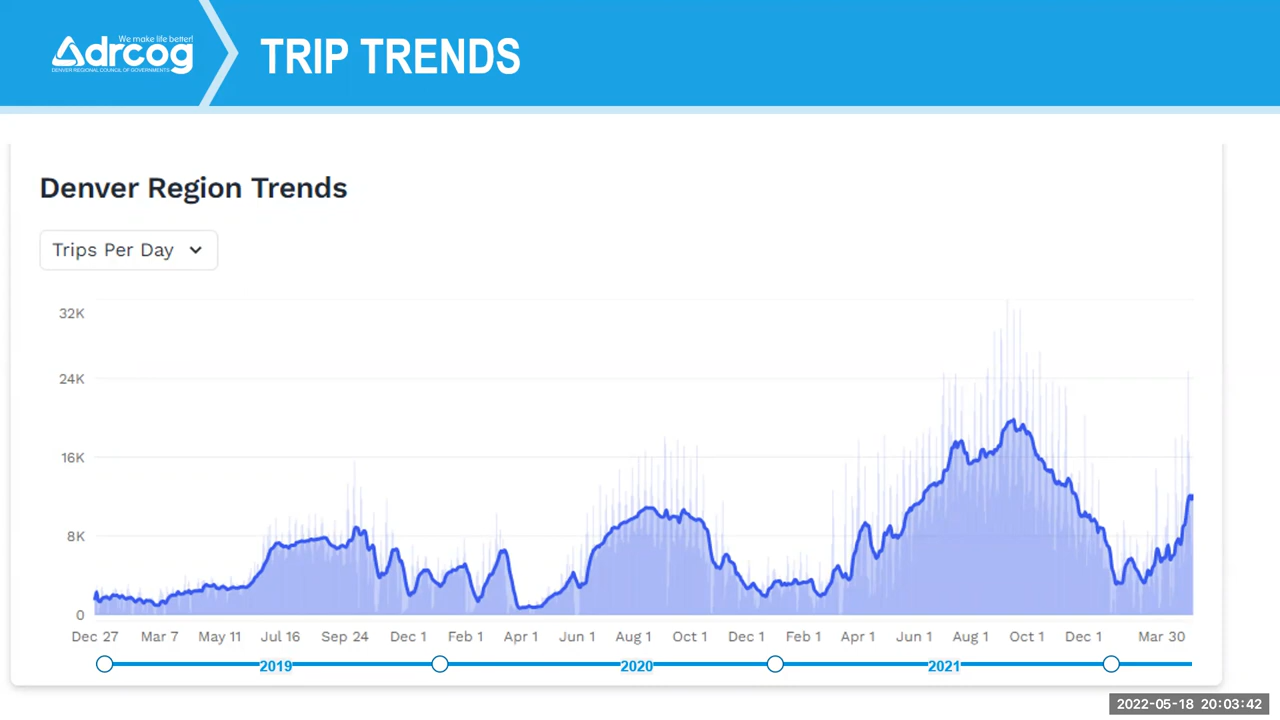 We make life better!
drcog
DENVER REGIONAL COUNCIL OF GOVERNMENTS
TRIP TRENDS
Denver Region Trends
Trips Per Day
32K
24K
16K
8K
0
Dec 27 Mar 7 May 11 Jul 16 Sep 24 Dec 1 Feb 1 Apr 1 Jun 1 Aug 1 Oct 1 Dec 1 Feb 1 Apr 1 Jun 1 Aug 1 Oct 1 Dec 1 Mar 30
2019 2020 2021
2022-05-18 20:03:42